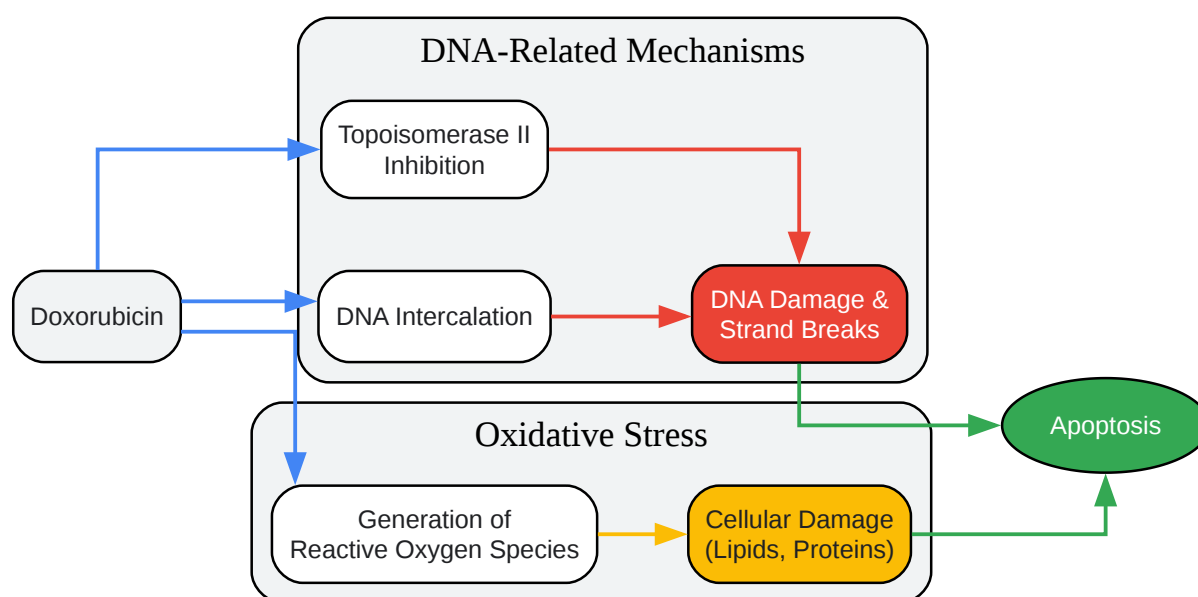 DNA-Related Mechanisms
Topoisomerase II
Inhibition
Doxorubicin
DNA Intercalation
DNA Damage &
Strand Breaks
Oxidative Stress
Apoptosis
Generation of
Reactive Oxygen Species
Cellular Damage
(Lipids, Proteins)